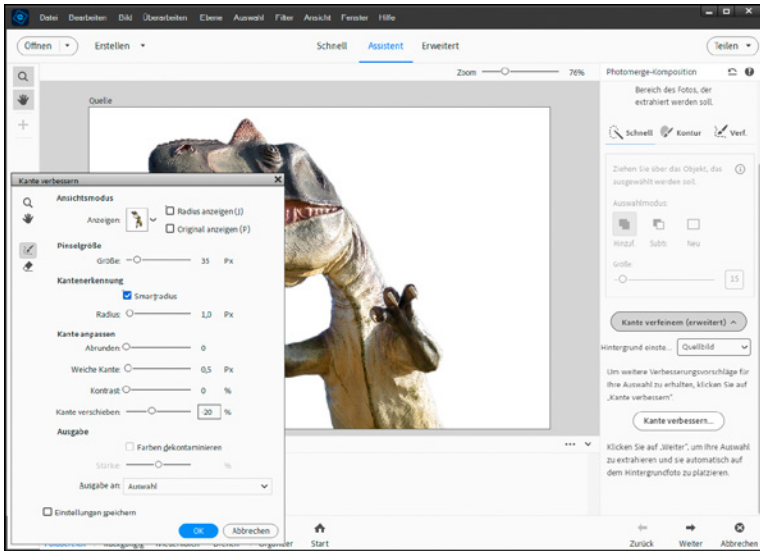 Datei Bearbeiten Bild Überarbeiten Ebene Auswahl Filter Ansicht Fenster Hilfe
Öffnen Erstellen Schnell Assistent Erweitert Teilen
Zoom 76% Photomerge-Komposition
Quelle
Bereich des Fotos, der
extrahiert werden soll.
Schnell Kontur Verf.
Ziehen Sie über das Objekt, das
ausgewählt werden soll.
Auswahlmodus:
Hinzuf. Subtr. Neu
Größe:
15
Kante verfeinern (erweitert)
Hintergrund einste... Quellbild
Um weitere Verbesserungsvorschläge für
Ihre Auswahl zu erhalten, klicken Sie auf
„Kante verbessern“.
Kante verbessern...
Klicken Sie auf „Weiter“, um Ihre Auswahl
zu extrahieren und sie automatisch auf
dem Hintergrundfoto zu platzieren.
Kante verbessern
Ansichtsmodus
Anzeigen: Radius anzeigen (J)
Original anzeigen (P)
Pinselgröße
Größe: 35 Px
Kantenerkennung
Smartradius
Radius: 1,0 Px
Kante anpassen
Abrunden: 0
Weiche Kante: 0,5 Px
Kontrast: 0 %
Kante verschieben: -20 %
Ausgabe
Farben dekontaminieren
Stärke: %
Ausgabe an: Auswahl
Einstellungen speichern
OK Abbrechen
Start Zurück Weiter Abbrechen